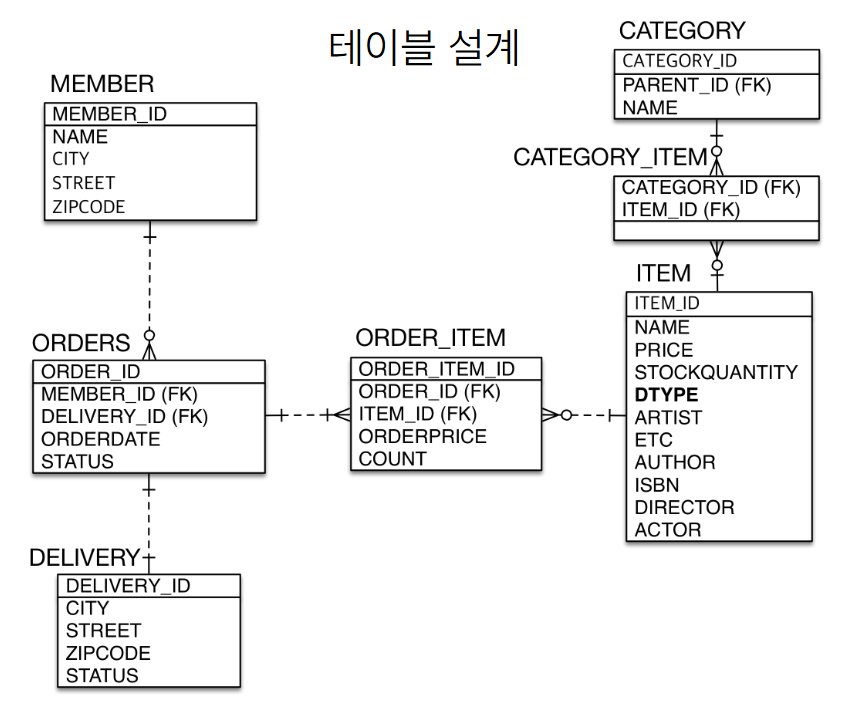 테이블 설계
MEMBER
MEMBER_ID
NAME
CITY
STREET
ZIPCODE
CATEGORY
CATEGORY_ID
PARENT_ID (FK)
NAME
CATEGORY_ITEM
CATEGORY_ID (FK)
ITEM_ID (FK)
ORDERS
ORDER_ID
MEMBER_ID (FK)
DELIVERY_ID (FK)
ORDERDATE
STATUS
ORDER_ITEM
ORDER_ITEM_ID
ORDER_ID (FK)
ITEM_ID (FK)
ORDERPRICE
COUNT
ITEM
ITEM_ID
NAME
PRICE
STOCKQUANTITY
DTYPE
ARTIST
ETC
AUTHOR
ISBN
DIRECTOR
ACTOR
DELIVERY
DELIVERY_ID
CITY
STREET
ZIPCODE
STATUS